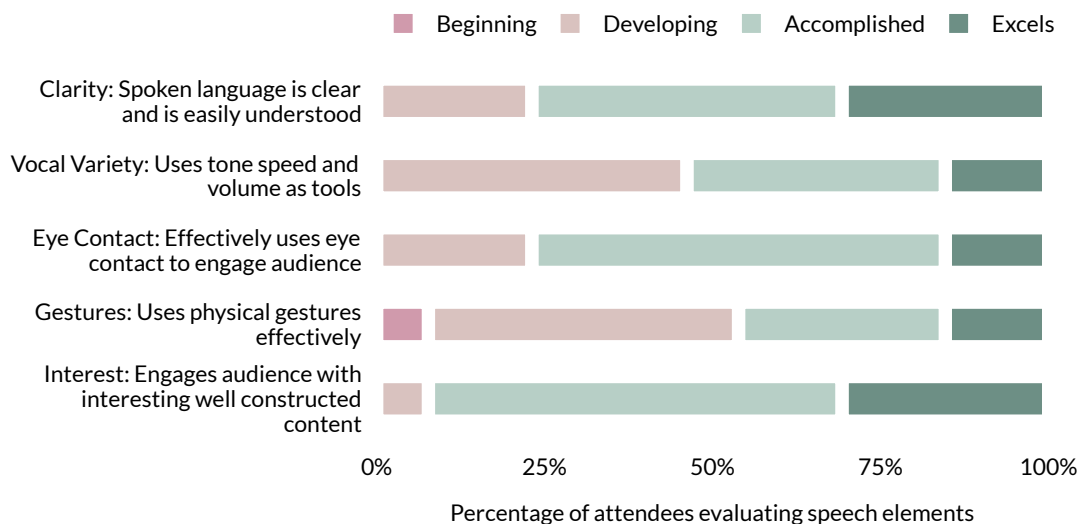 Beginning Developing Accomplished Excels
Clarity: Spoken language is clear
and is easily understood
Vocal Variety: Uses tone speed and
volume as tools
Eye Contact: Effectively uses eye
contact to engage audience
Gestures: Uses physical gestures
effectively
Interest: Engages audience with
interesting well constructed
content
0% 25% 50% 75% 100%
Percentage of attendees evaluating speech elements